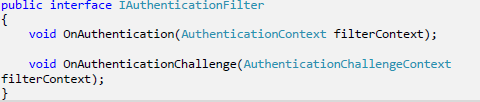 public interface IAuthenticationFilter
{
void OnAuthentication(AuthenticationContext filterContext);
void OnAuthenticationChallenge(AuthenticationChallengeContext
filterContext);
}